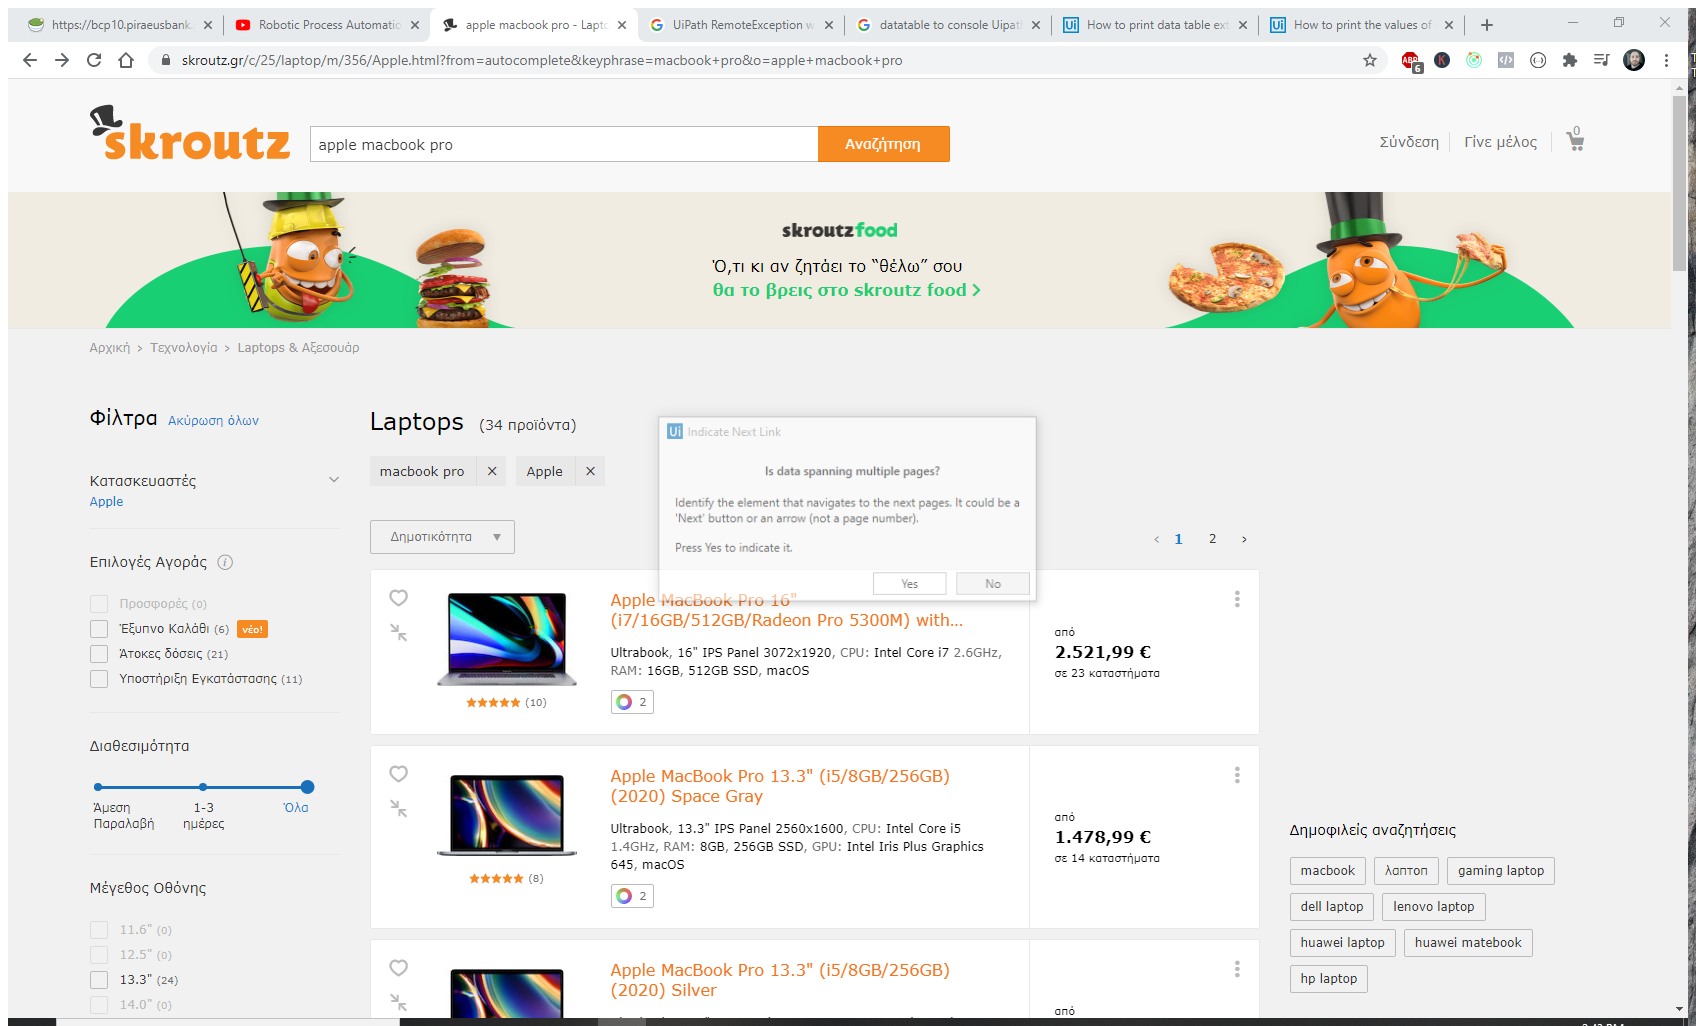 https://bcp10.piraeusbank.
Robotic Process Automatio
apple macbook pro - Lapto
UiPath RemoteException w
datatable to console Uipat
How to print data table ext
How to print the values of
skroutz.gr/c/25/laptop/m/356/Apple.html?from=autocomplete&keyphrase=macbook+pro&o=apple+macbook+pro
ABP
6
K
skroutz
apple macbook pro
Αναζήτηση
Σύνδεση
Γίνε μέλος
0
skroutz food
Ό,τι κι αν ζητάει το “θέλω” σου
θα το βρεις στο skroutz food >
Αρχική › Τεχνολογία › Laptops & Αξεσουάρ
Φίλτρα Ακύρωση όλων
Κατασκευαστές
Apple
Επιλογές Αγοράς i
Προσφορές (0)
Έξυπνο Καλάθι (6) νέο!
Άτοκες δόσεις (21)
Υποστήριξη Εγκατάστασης (11)
Διαθεσιμότητα
Άμεση Παραλαβή
1-3 ημέρες
Όλα
Μέγεθος Οθόνης
11.6" (0)
12.5" (0)
13.3" (24)
14.0" (0)
Laptops (34 προϊόντα)
macbook pro ×
Apple ×
Δημοτικότητα
‹ 1 2 ›
Ui Indicate Next Link
Is data spanning multiple pages?
Identify the element that navigates to the next pages. It could be a
'Next' button or an arrow (not a page number).
Press Yes to indicate it.
Yes
No
Apple MacBook Pro 16"
(i7/16GB/512GB/Radeon Pro 5300M) with...
Ultrabook, 16" IPS Panel 3072x1920, CPU: Intel Core i7 2.6GHz,
RAM: 16GB, 512GB SSD, macOS
(10)
2
από
2.521,99 €
σε 23 καταστήματα
Apple MacBook Pro 13.3" (i5/8GB/256GB)
(2020) Space Gray
Ultrabook, 13.3" IPS Panel 2560x1600, CPU: Intel Core i5
1.4GHz, RAM: 8GB, 256GB SSD, GPU: Intel Iris Plus Graphics
645, macOS
(8)
2
από
1.478,99 €
σε 14 καταστήματα
Apple MacBook Pro 13.3" (i5/8GB/256GB)
(2020) Silver
από
Δημοφιλείς αναζητήσεις
macbook
λαπτοπ
gaming laptop
dell laptop
lenovo laptop
huawei laptop
huawei matebook
hp laptop